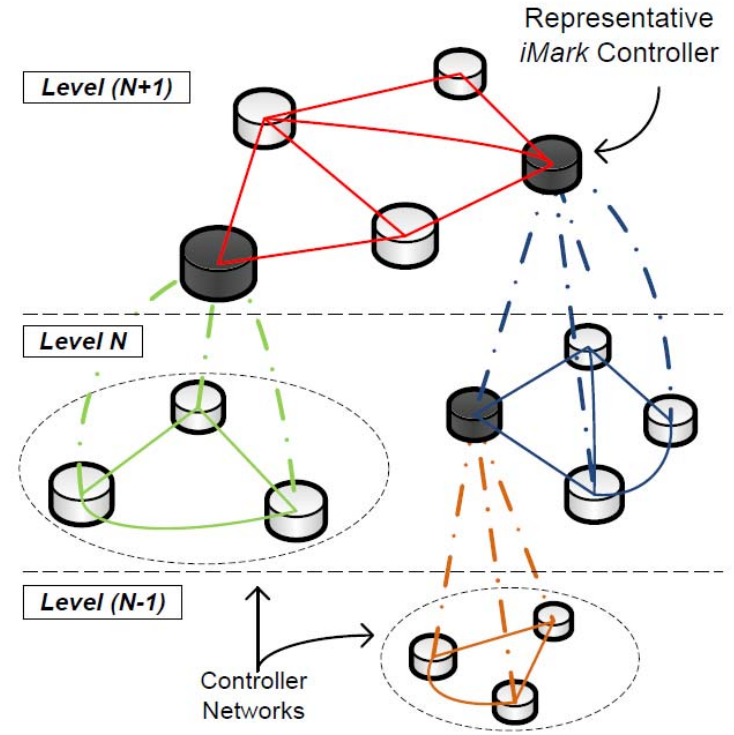 Representative
iMark Controller
Level (N+1)
Level N
Level (N-1)
Controller
Networks